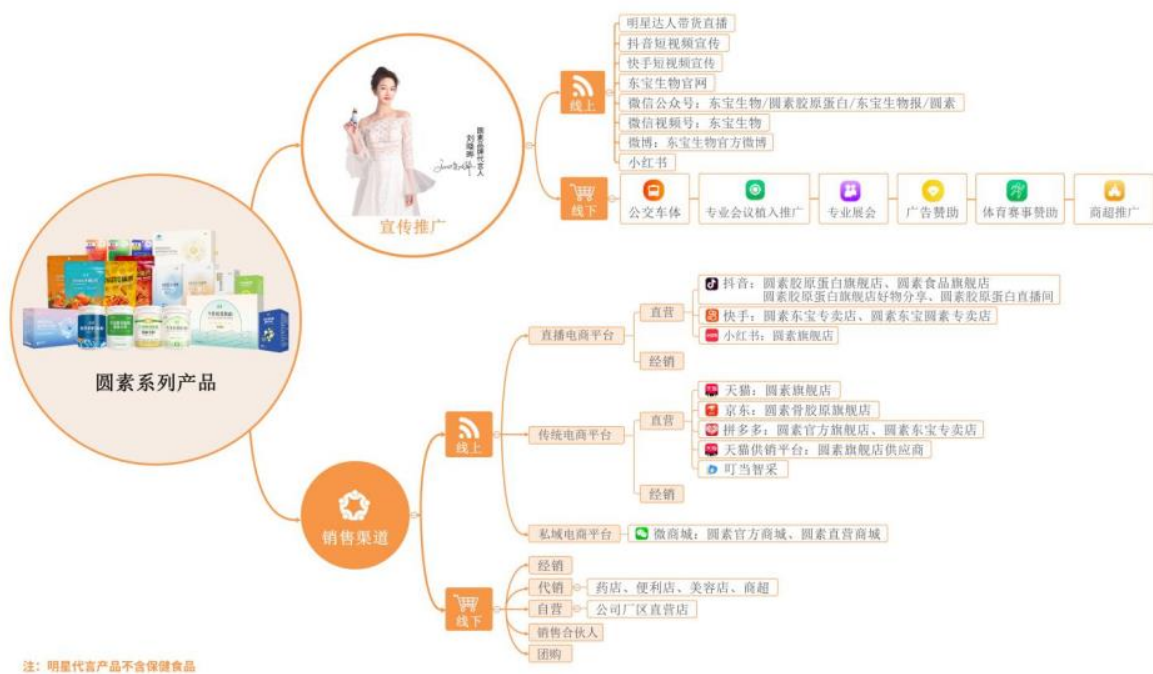 圆素系列产品
宣传推广
圆素品牌代言人
刘晓晔
线上
明星达人带货直播
抖音短视频宣传
快手短视频宣传
东宝生物官网
微信公众号：东宝生物/圆素胶原蛋白/东宝生物报/圆素
微信视频号：东宝生物
微博：东宝生物官方微博
小红书
线下
公交车体
专业会议植入推广
专业展会
广告赞助
体育赛事赞助
商超推广
销售渠道
线上
直播电商平台
直营
抖音：圆素胶原蛋白旗舰店、圆素食品旗舰店
圆素胶原蛋白旗舰店好物分享、圆素胶原蛋白直播间
快手：圆素东宝专卖店、圆素东宝圆素专卖店
小红书：圆素旗舰店
经销
传统电商平台
直营
天猫：圆素旗舰店
京东：圆素骨胶原旗舰店
拼多多：圆素官方旗舰店、圆素东宝专卖店
天猫供销平台：圆素旗舰店供应商
叮当智采
经销
私域电商平台
微商城：圆素官方商城、圆素直营商城
线下
经销
代销
药店、便利店、美容店、商超
自营
公司厂区直营店
销售合伙人
团购
注：明星代言产品不含保健食品